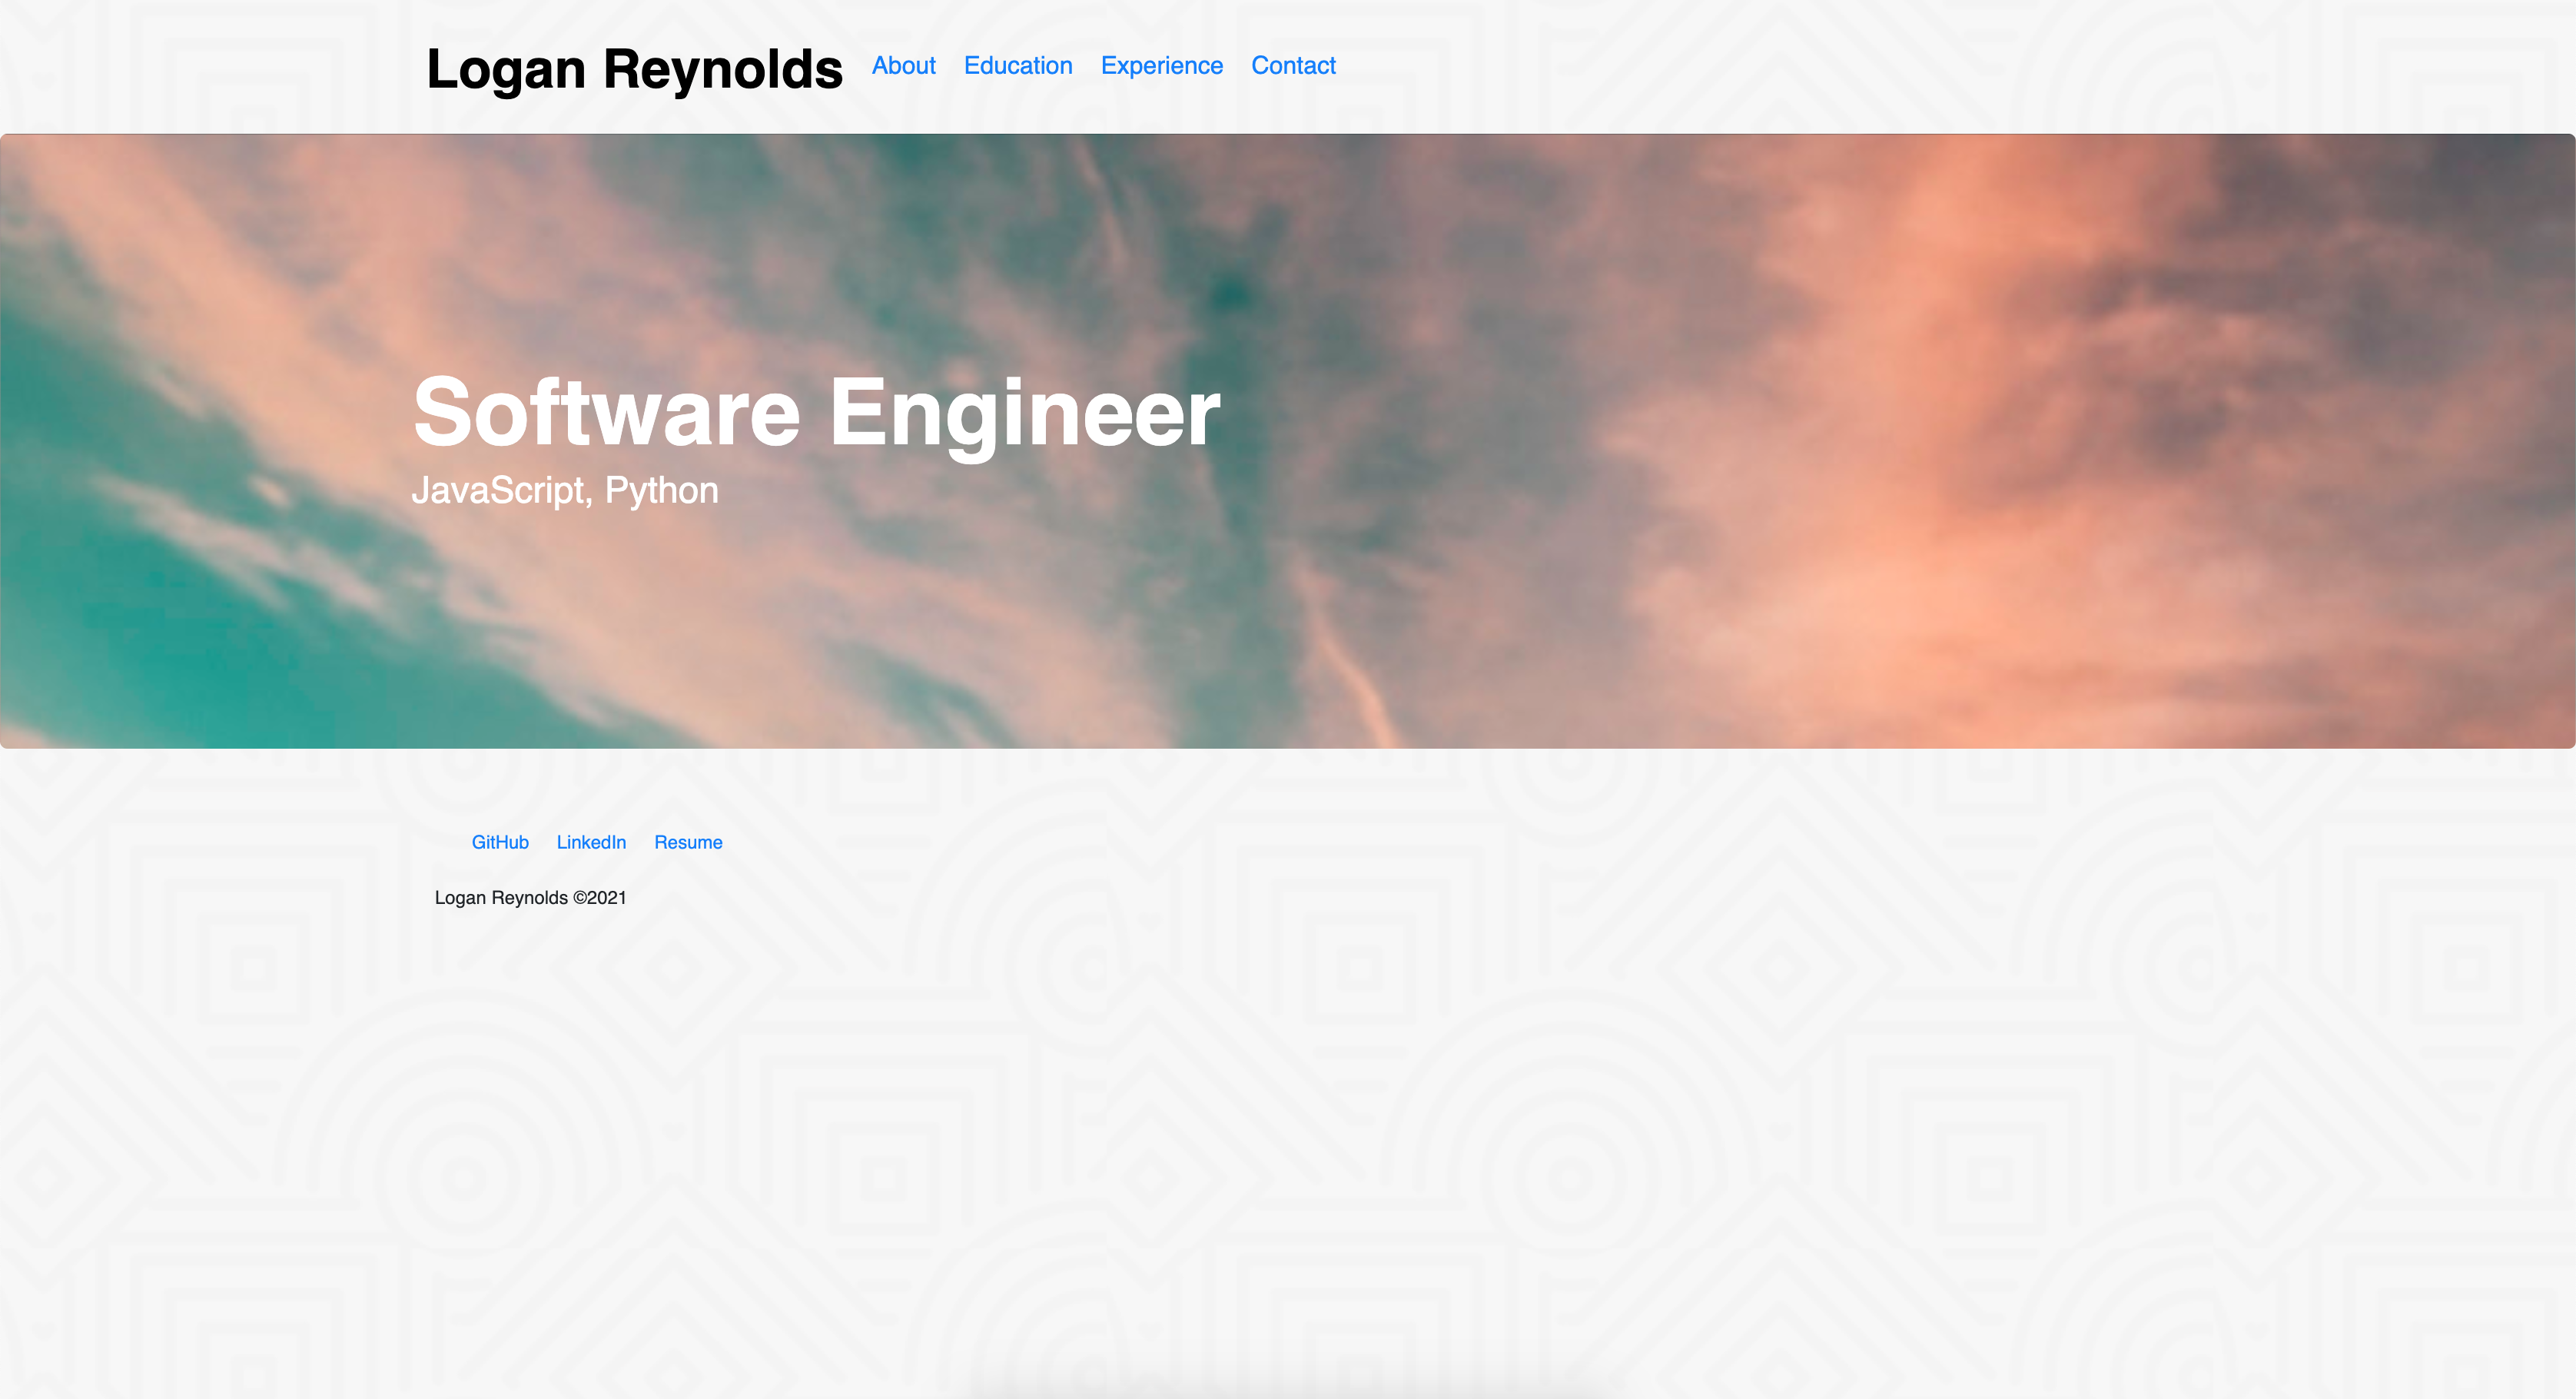 Logan Reynolds About Education Experience Contact
Software Engineer
JavaScript, Python
GitHub LinkedIn Resume
Logan Reynolds ©2021